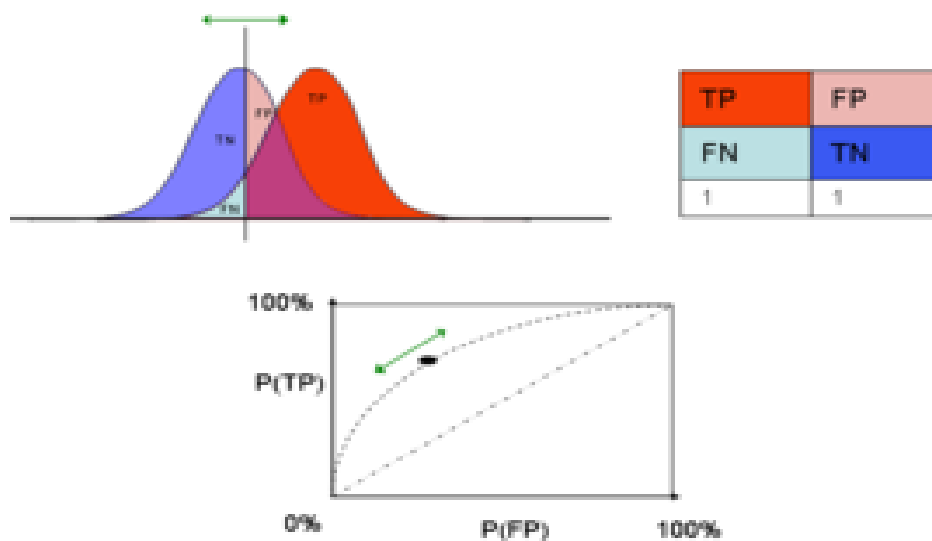 TN
FP
TP
FN
TP FP
FN TN
1 1
100%
P(TP)
0%
P(FP)
100%